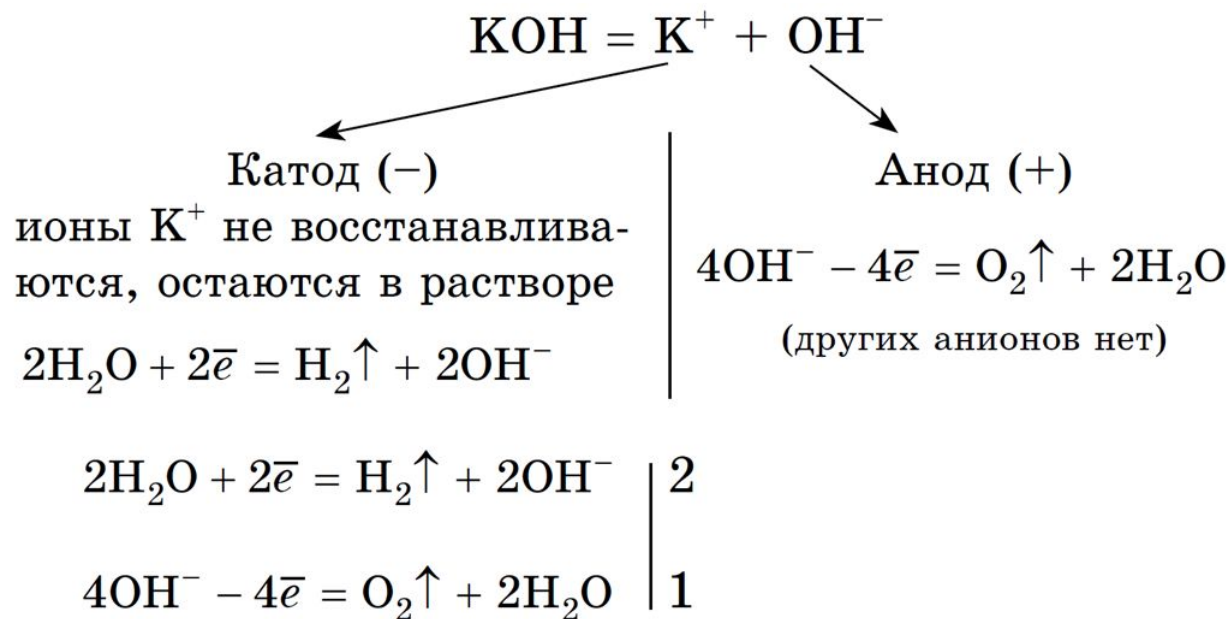 KOH = K⁺ + OH⁻
Катод (−)
ионы K⁺ не восстанавлива-
ются, остаются в растворе
2H₂O + 2e̅ = H₂↑ + 2OH⁻
Анод (+)
4OH⁻ − 4e̅ = O₂↑ + 2H₂O
(других анионов нет)
2H₂O + 2e̅ = H₂↑ + 2OH⁻ | 2
4OH⁻ − 4e̅ = O₂↑ + 2H₂O | 1